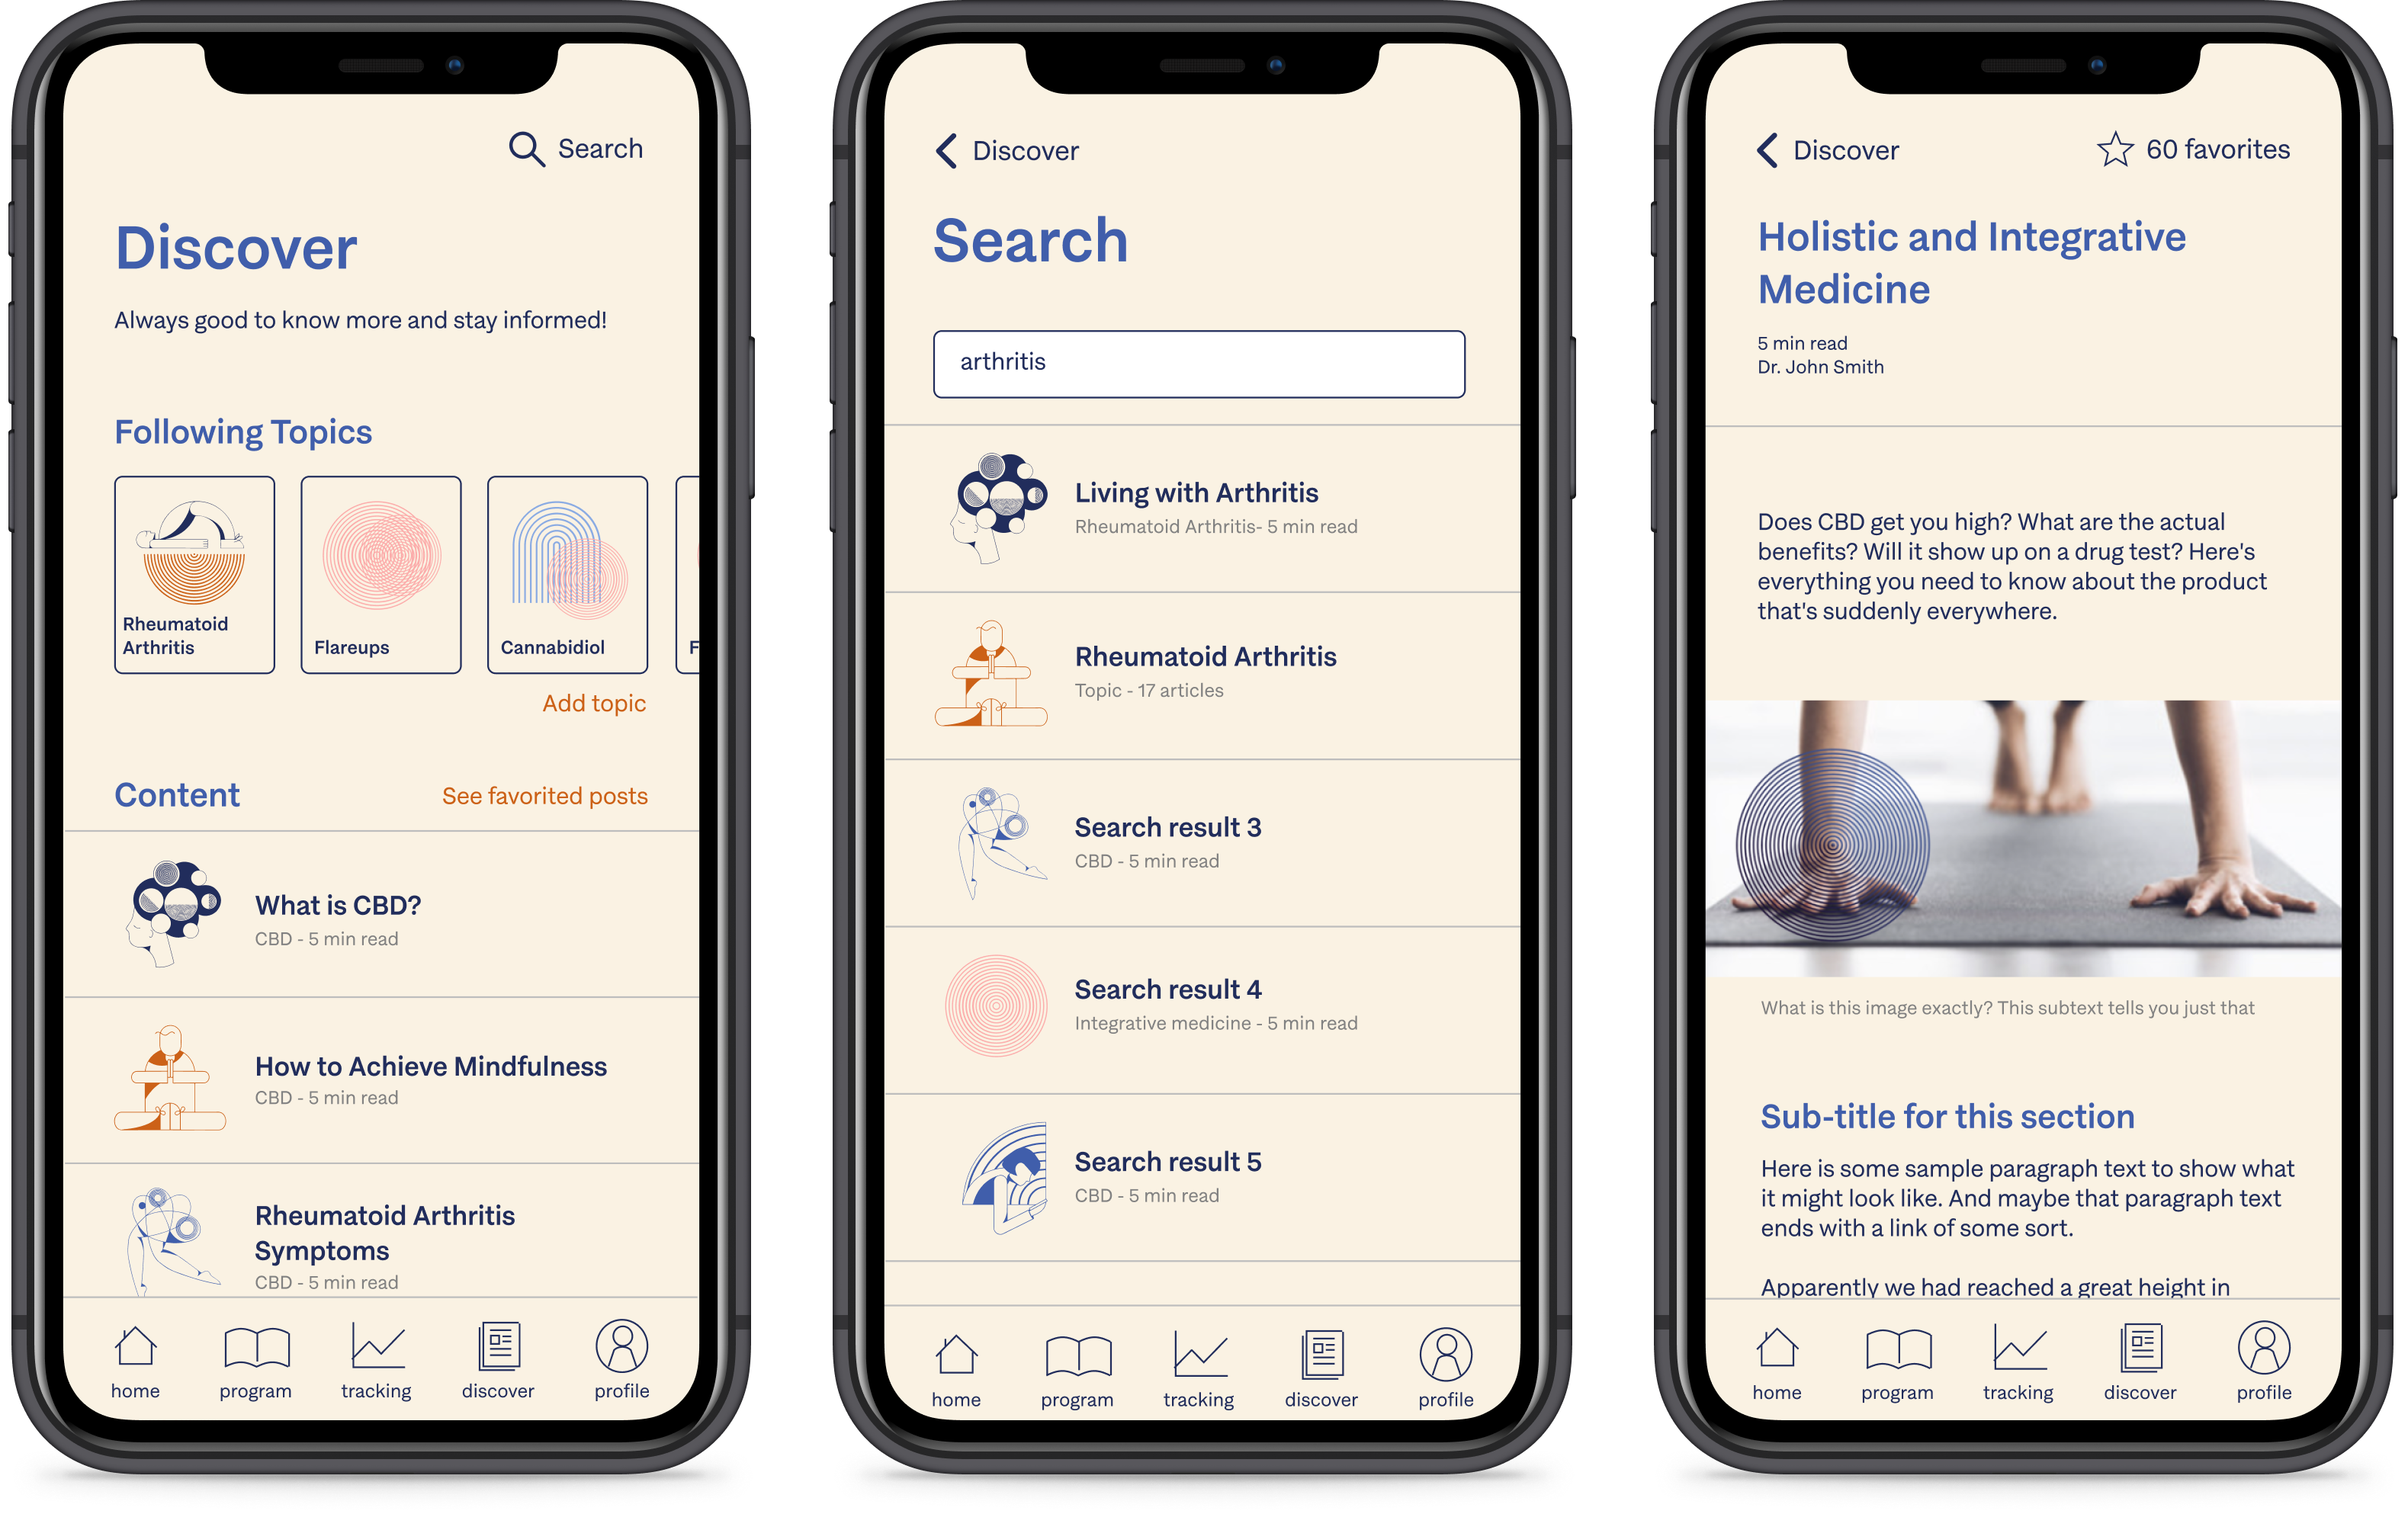 Search
Discover
Always good to know more and stay informed!
Following Topics
Rheumatoid
Arthritis
Flareups
Cannabidiol
F
Add topic
Content
See favorited posts
What is CBD?
CBD - 5 min read
How to Achieve Mindfulness
CBD - 5 min read
Rheumatoid Arthritis
Symptoms
CBD - 5 min read
home
program
tracking
discover
profile
Discover
Search
arthritis
Living with Arthritis
Rheumatoid Arthritis- 5 min read
Rheumatoid Arthritis
Topic - 17 articles
Search result 3
CBD - 5 min read
Search result 4
Integrative medicine - 5 min read
Search result 5
CBD - 5 min read
home
program
tracking
discover
profile
Discover
60 favorites
Holistic and Integrative
Medicine
5 min read
Dr. John Smith
Does CBD get you high? What are the actual
benefits? Will it show up on a drug test? Here's
everything you need to know about the product
that's suddenly everywhere.
What is this image exactly? This subtext tells you just that
Sub-title for this section
Here is some sample paragraph text to show what
it might look like. And maybe that paragraph text
ends with a link of some sort.
Apparently we had reached a great height in
home
program
tracking
discover
profile